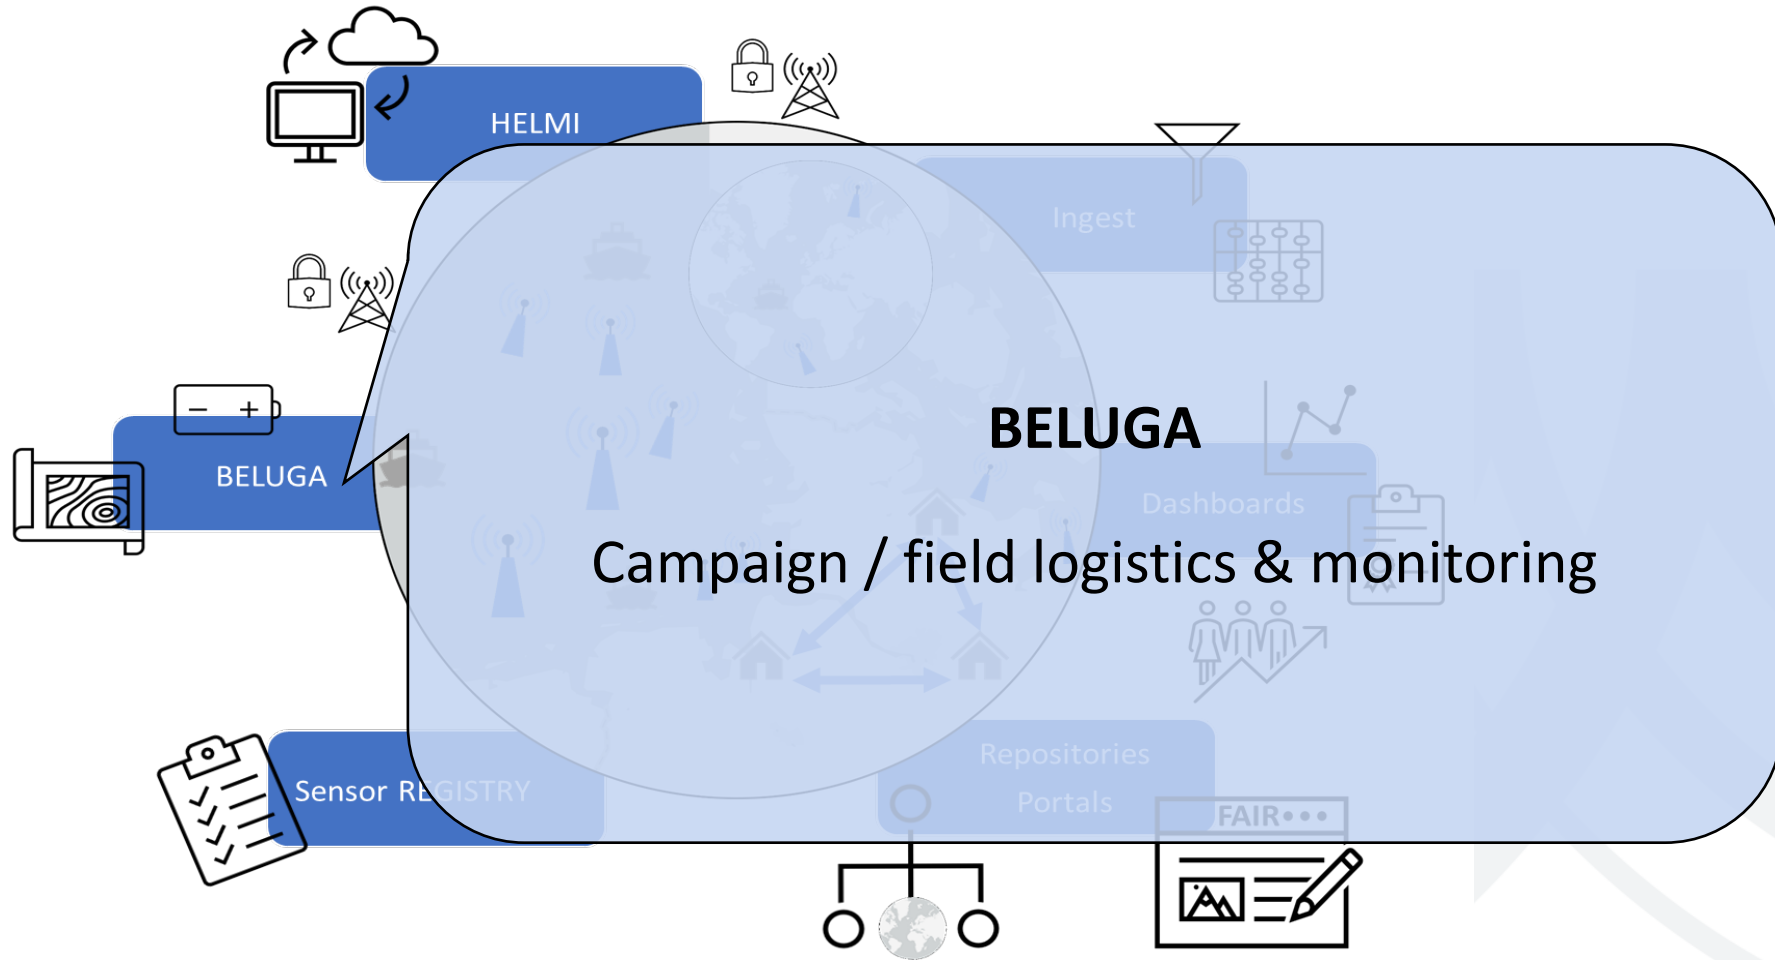 HELMI
Ingest
BELUGA
BELUGA
Campaign / field logistics & monitoring
Dashboards
Sensor REGISTRY
Repositories
Portals
FAIR